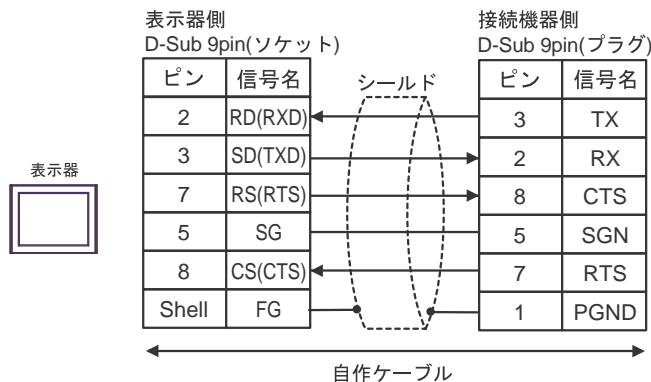 表示器側
D-Sub 9pin(ソケット)
ピン 信号名
2 RD(RXD)
3 SD(TXD)
7 RS(RTS)
5 SG
8 CS(CTS)
Shell FG
シールド
接続機器側
D-Sub 9pin(プラグ)
ピン 信号名
3 TX
2 RX
8 CTS
5 SGN
7 RTS
1 PGND
表示器
自作ケーブル